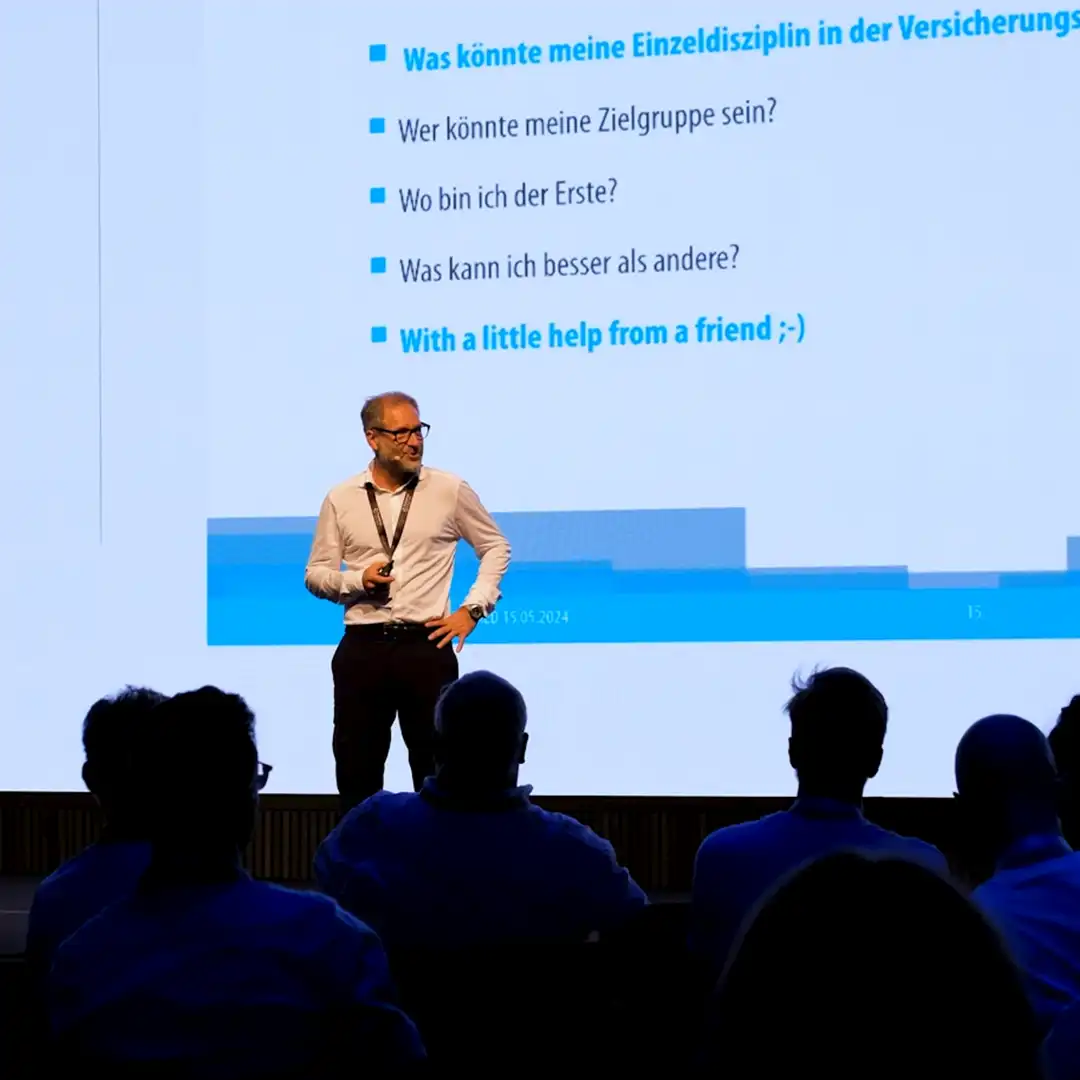 Was könnte meine Einzeldisziplin in der Versicherungs
Wer könnte meine Zielgruppe sein?
Wo bin ich der Erste?
Was kann ich besser als andere?
With a little help from a friend ;-)
15.05.2024
15